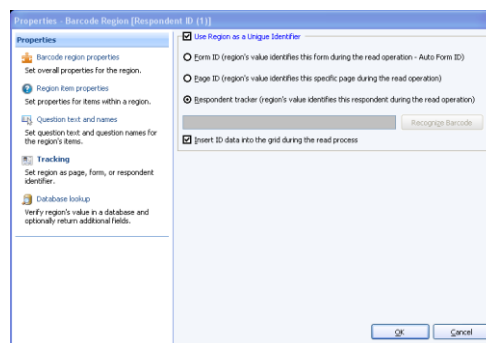 Properties - Barcode Region [Respondent ID (1)]
Properties
Barcode region properties
Set overall properties for the region.
Region item properties
Set properties for items within a region.
Question text and names
Set question text and question names for
the region's items.
Tracking
Set region as page, form, or respondent
identifier.
Database lookup
Verify region's value in a database and
optionally return additional fields.
Use Region as a Unique Identifier
Form ID (region's value identifies this form during the read operation - Auto Form ID)
Page ID (region's value identifies this specific page during the read operation)
Respondent tracker (region's value identifies this respondent during the read operation)
Recognize Barcode
Insert ID data into the grid during the read process
OK
Cancel